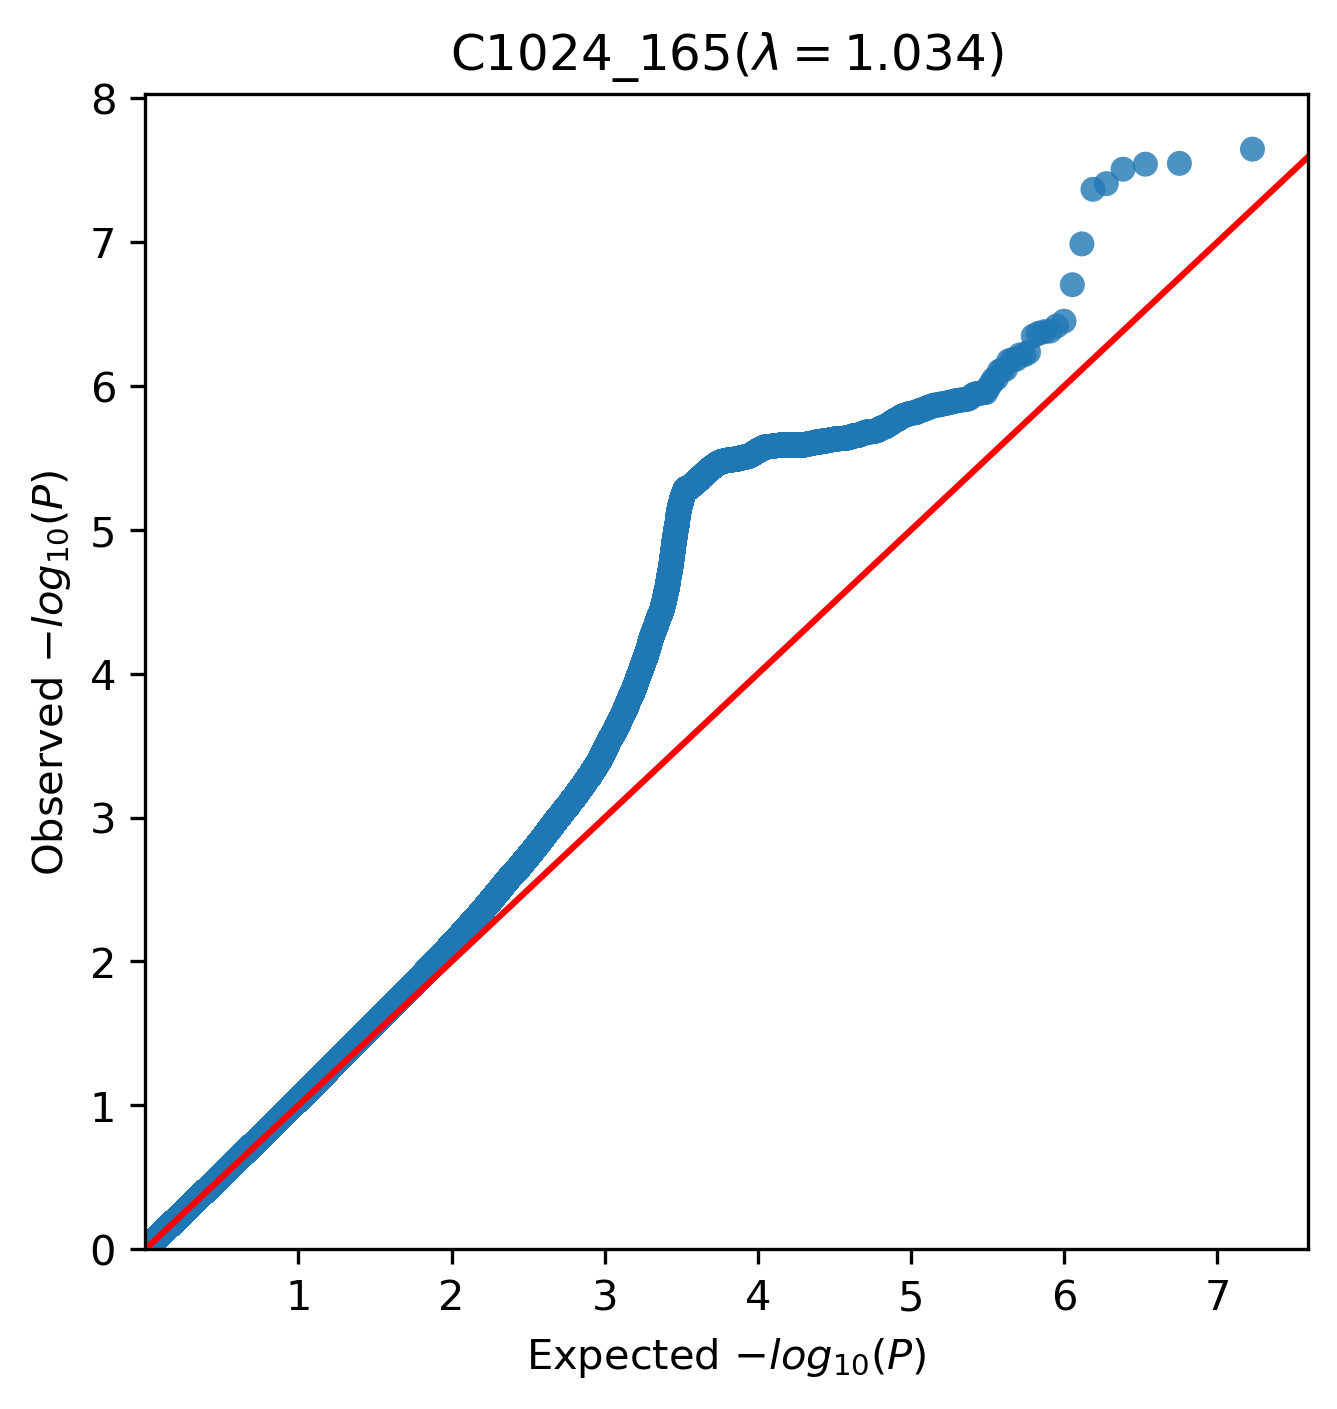 C1024_165(λ = 1.034)
Observed −log₁₀(P)
8
7
6
5
4
3
2
1
0
1 2 3 4 5 6 7
Expected −log₁₀(P)